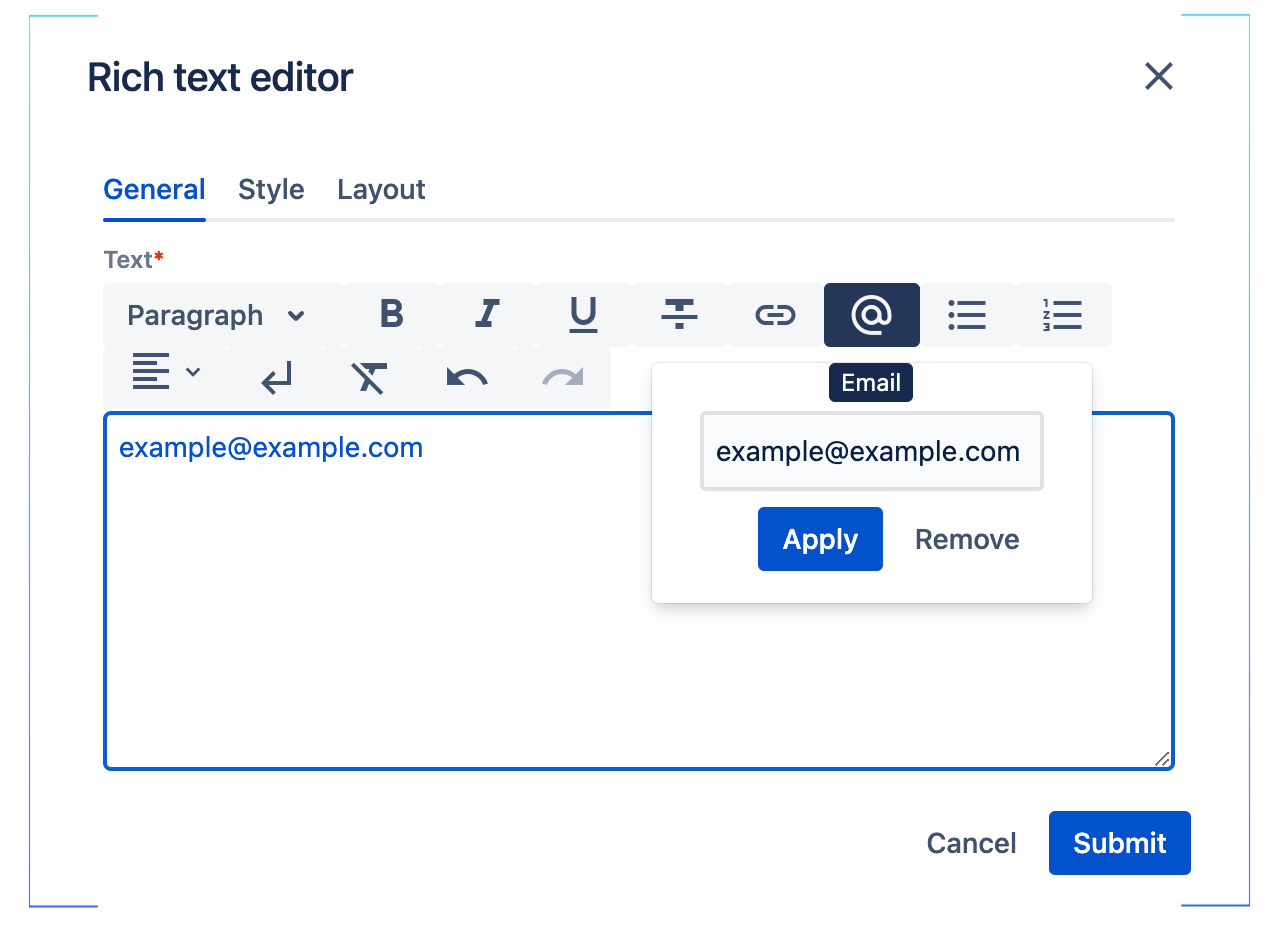 Rich text editor
General Style Layout
Text*
Paragraph B I U S @
Email
example@example.com
example@example.com
Apply Remove
Cancel Submit